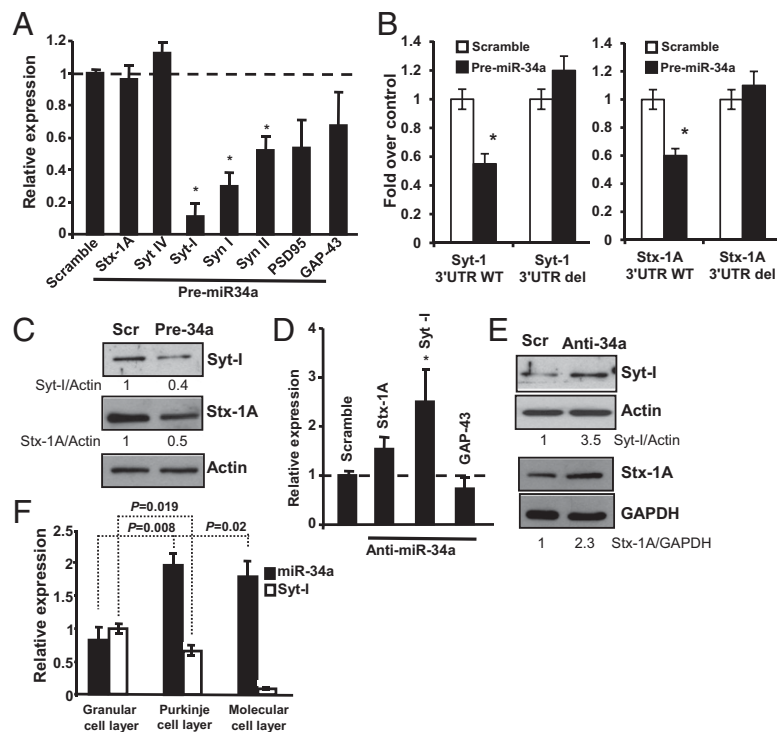 A
Relative expression
1.2
1
0.8
0.6
0.4
0.2
0
*
*
*
Scramble
Stx-1A
Syt IV
Syt-I
Syn I
Syn II
PSD95
GAP-43
Pre-miR34a
B
Fold over control
1.4
1.2
1
0.8
0.6
0.4
0.2
0
Scramble
Pre-miR-34a
*
Syt-1
3'UTR WT
Syt-1
3'UTR del
1.4
1.2
1
0.8
0.6
0.4
0.2
0
Scramble
Pre-miR-34a
*
Stx-1A
3'UTR WT
Stx-1A
3'UTR del
C
Scr Pre-34a
Syt-I
Syt-I/Actin 1 0.4
Stx-1A
Stx-1A/Actin 1 0.5
Actin
D
Relative expression
4
3
2
1
0
Scramble
Stx-1A
* Syt -I
GAP-43
Anti-miR-34a
E
Scr Anti-34a
Syt-I
Actin
1 3.5 Syt-I/Actin
Stx-1A
GAPDH
1 2.3 Stx-1A/GAPDH
F
Relative expression
2.5
2
1.5
1
0.5
0
P=0.019
P=0.008
P=0.02
miR-34a
Syt-I
Granular
cell layer
Purkinje
cell layer
Molecular
cell layer